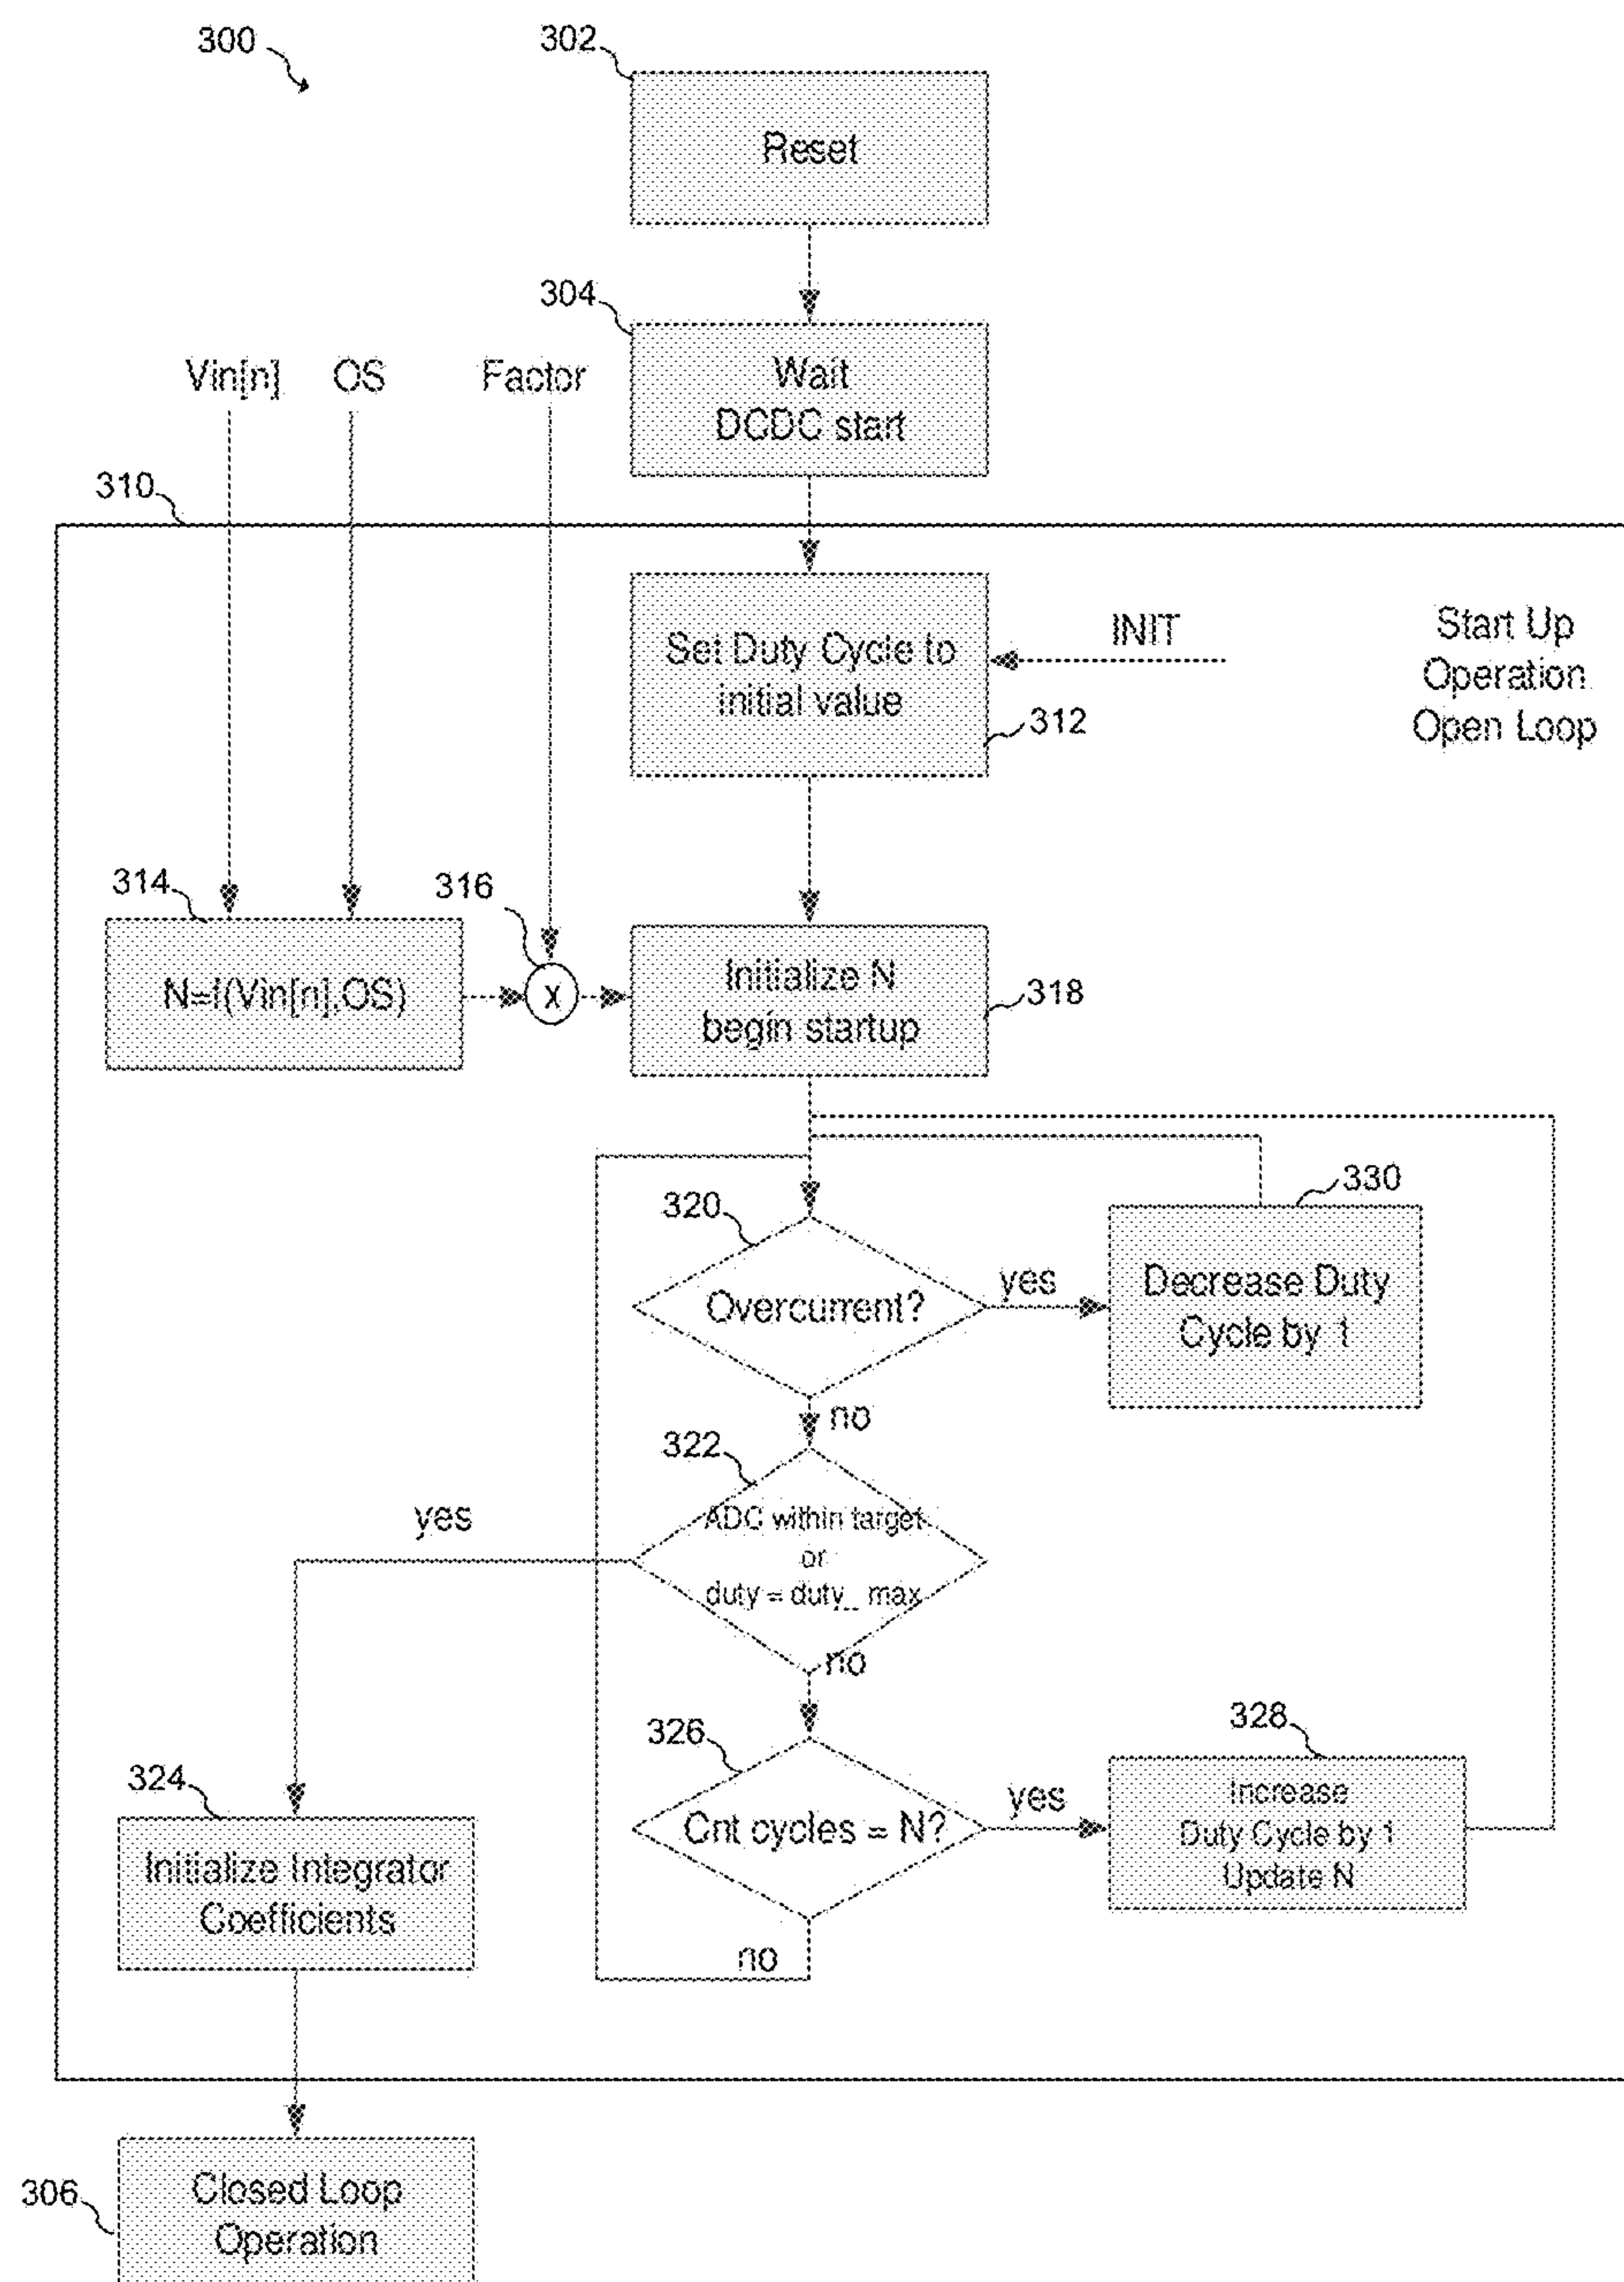 300
302
Reset
304
Wait
DCDC start
Vin[n]
OS
Factor
310
Set Duty Cycle to
initial value
INIT
312
Start Up
Operation
Open Loop
314
N=f(Vin[n],OS)
316
x
Initialize N
begin startup
318
320
Overcurrent?
yes
330
Decrease Duty
Cycle by 1
no
322
ADC within target
or
duty = duty_ max
yes
no
326
Cnt cycles = N?
yes
328
Increase
Duty Cycle by 1
Update N
no
324
Initialize Integrator
Coefficients
306
Closed Loop
Operation